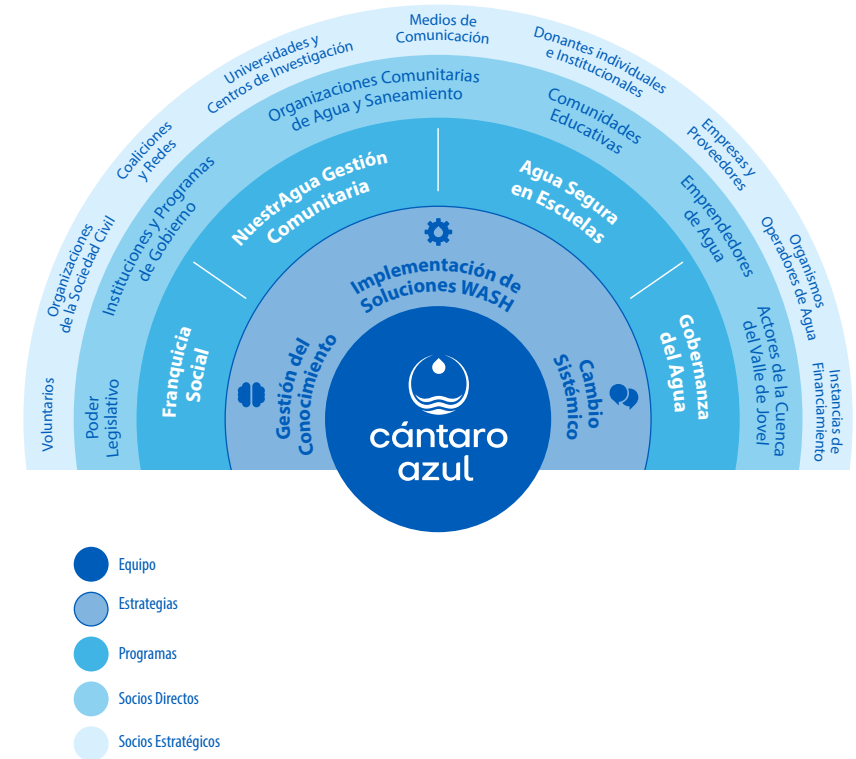 Voluntarios
Organizaciones
de la Sociedad Civil
Coaliciones
y Redes
Universidades y
Centros de Investigación
Medios de
Comunicación
Donantes individuales
e Institucionales
Empresas y
Proveedores
Organismos
Operadores de Agua
Instancias de
Financiamiento
Poder
Legislativo
Instituciones y Programas
de Gobierno
Organizaciones Comunitarias
de Agua y Saneamiento
Comunidades
Educativas
Emprendedores
de Agua
Actores de la Cuenca
del Valle de Jovel
Franquicia
Social
NuestrAgua Gestión
Comunitaria
Agua Segura
en Escuelas
Gobernanza
del Agua
Gestión del
Conocimiento
Implementación de
Soluciones WASH
Cambio
Sistémico
cántaro
azul
Equipo
Estrategias
Programas
Socios Directos
Socios Estratégicos